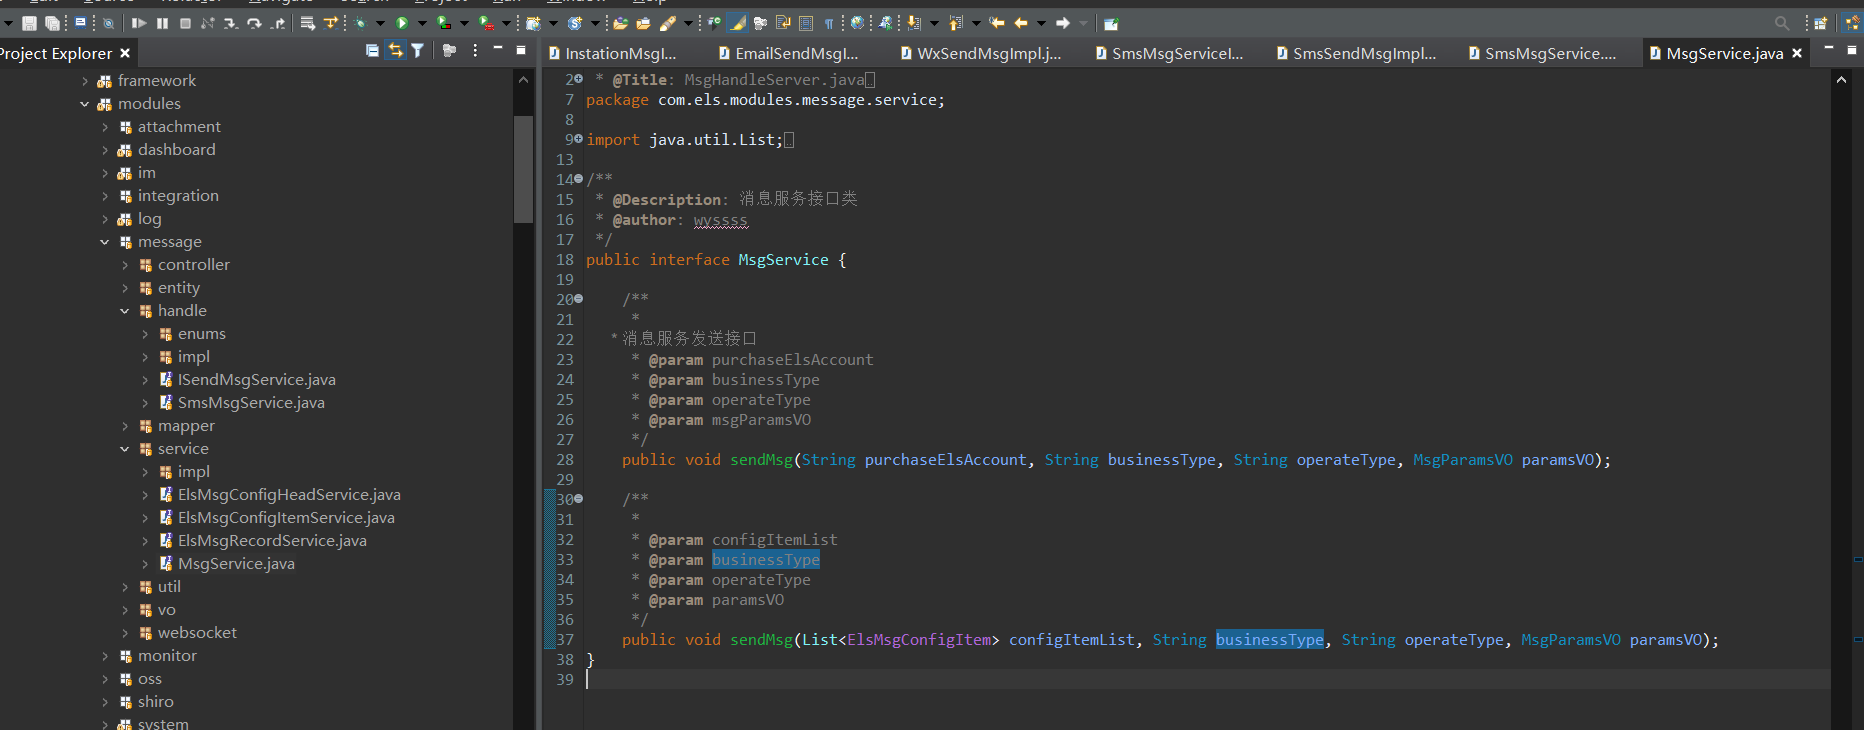 Project Explorer
framework
modules
attachment
dashboard
im
integration
log
message
controller
entity
handle
enums
impl
ISendMsgService.java
SmsMsgService.java
mapper
service
impl
ElsMsgConfigHeadService.java
ElsMsgConfigItemService.java
ElsMsgRecordService.java
MsgService.java
util
vo
websocket
monitor
oss
shiro
system
InstationMsgI...
EmailSendMsgI...
WxSendMsgImpl.j...
SmsMsgServiceI...
SmsSendMsgImpl...
SmsMsgService....
MsgService.java
2 * @Title: MsgHandleServer.java
7 package com.els.modules.message.service;
8
9 import java.util.List;
13
14 /**
15 * @Description: 消息服务接口类
16 * @author: wyssss
17 */
18 public interface MsgService {
19
20 /**
21 *
22 *消息服务发送接口
23 * @param purchaseElsAccount
24 * @param businessType
25 * @param operateType
26 * @param msgParamsVO
27 */
28 public void sendMsg(String purchaseElsAccount, String businessType, String operateType, MsgParamsVO paramsVO);
29
30 /**
31 *
32 * @param configItemList
33 * @param businessType
34 * @param operateType
35 * @param paramsVO
36 */
37 public void sendMsg(List<ElsMsgConfigItem> configItemList, String businessType, String operateType, MsgParamsVO paramsVO);
38 }
39